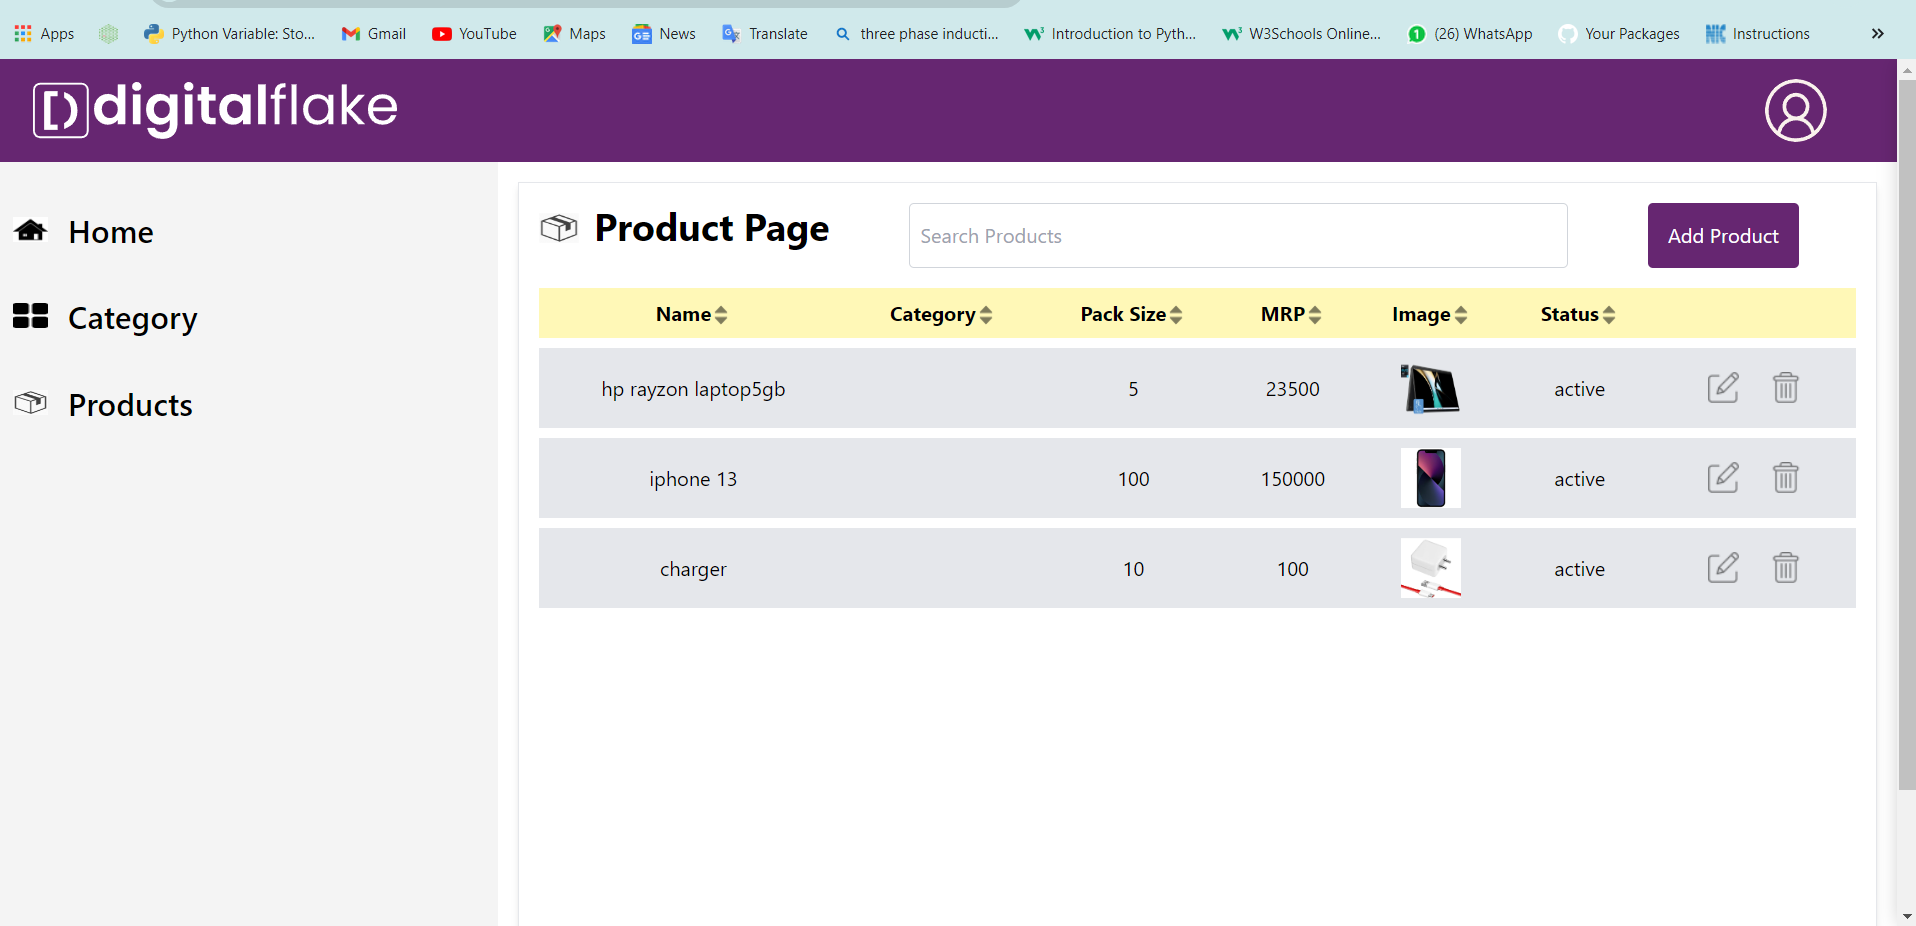 Apps Python Variable: Sto... Gmail YouTube Maps News Translate three phase inducti... Introduction to Pyth... W3Schools Online... (26) WhatsApp Your Packages Instructions »
digitalflake
Home
Category
Products
Product Page Search Products Add Product
Name Category Pack Size MRP Image Status
hp rayzon laptop5gb 5 23500 active
iphone 13 100 150000 active
charger 10 100 active